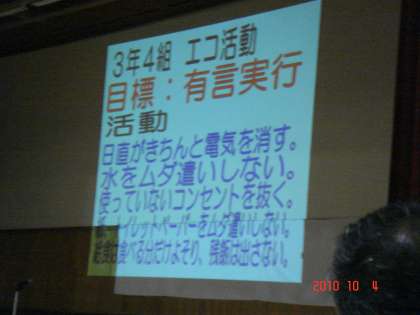 3年4組 エコ活動
目標：有言実行
活動
日直がきちんと電気を消す。
水をムダ遣いしない。
使っていないコンセントを抜く。
トイレットペーパーをムダ遣いしない。
給食は食べる出だけよそり、残飯は出さない。
2010 10 4